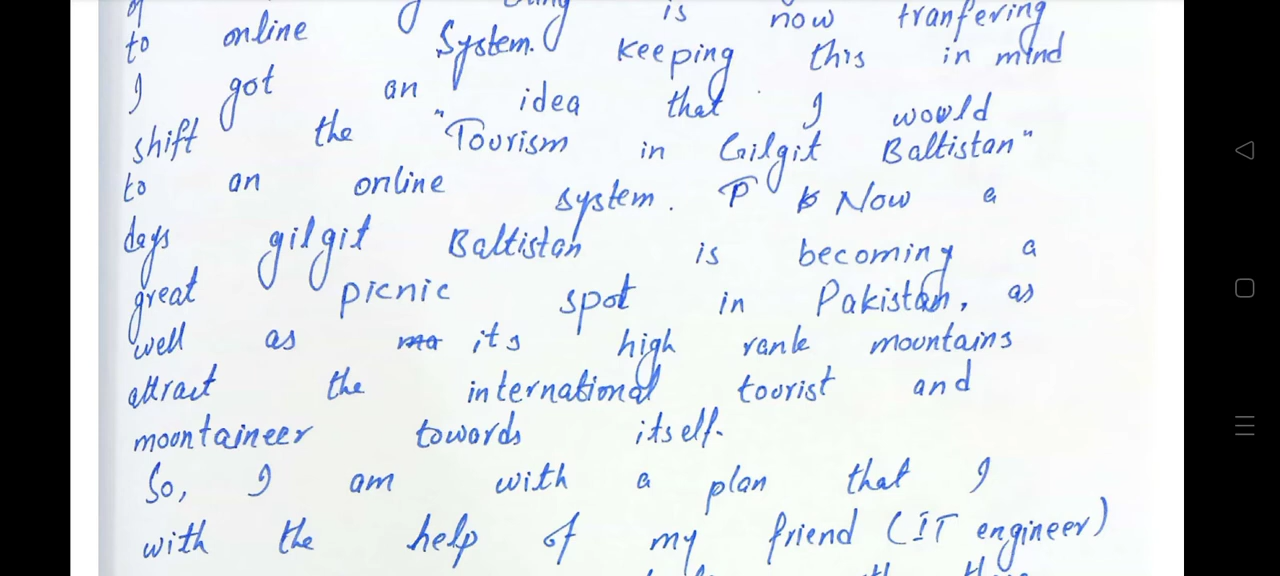 of is now tranfering
to online System. keeping this in mind
I got an idea that I would
shift the "Tourism in Gilgit Baltistan"
to an online system. Now a
days gilgit Baltistan is becoming a
great picnic spot in Pakistan, as
well as its high rank mountains
attract the international tourist and
mountaineer towards itself.
So, I am with a plan that I
with the help of my friend (IT engineer)